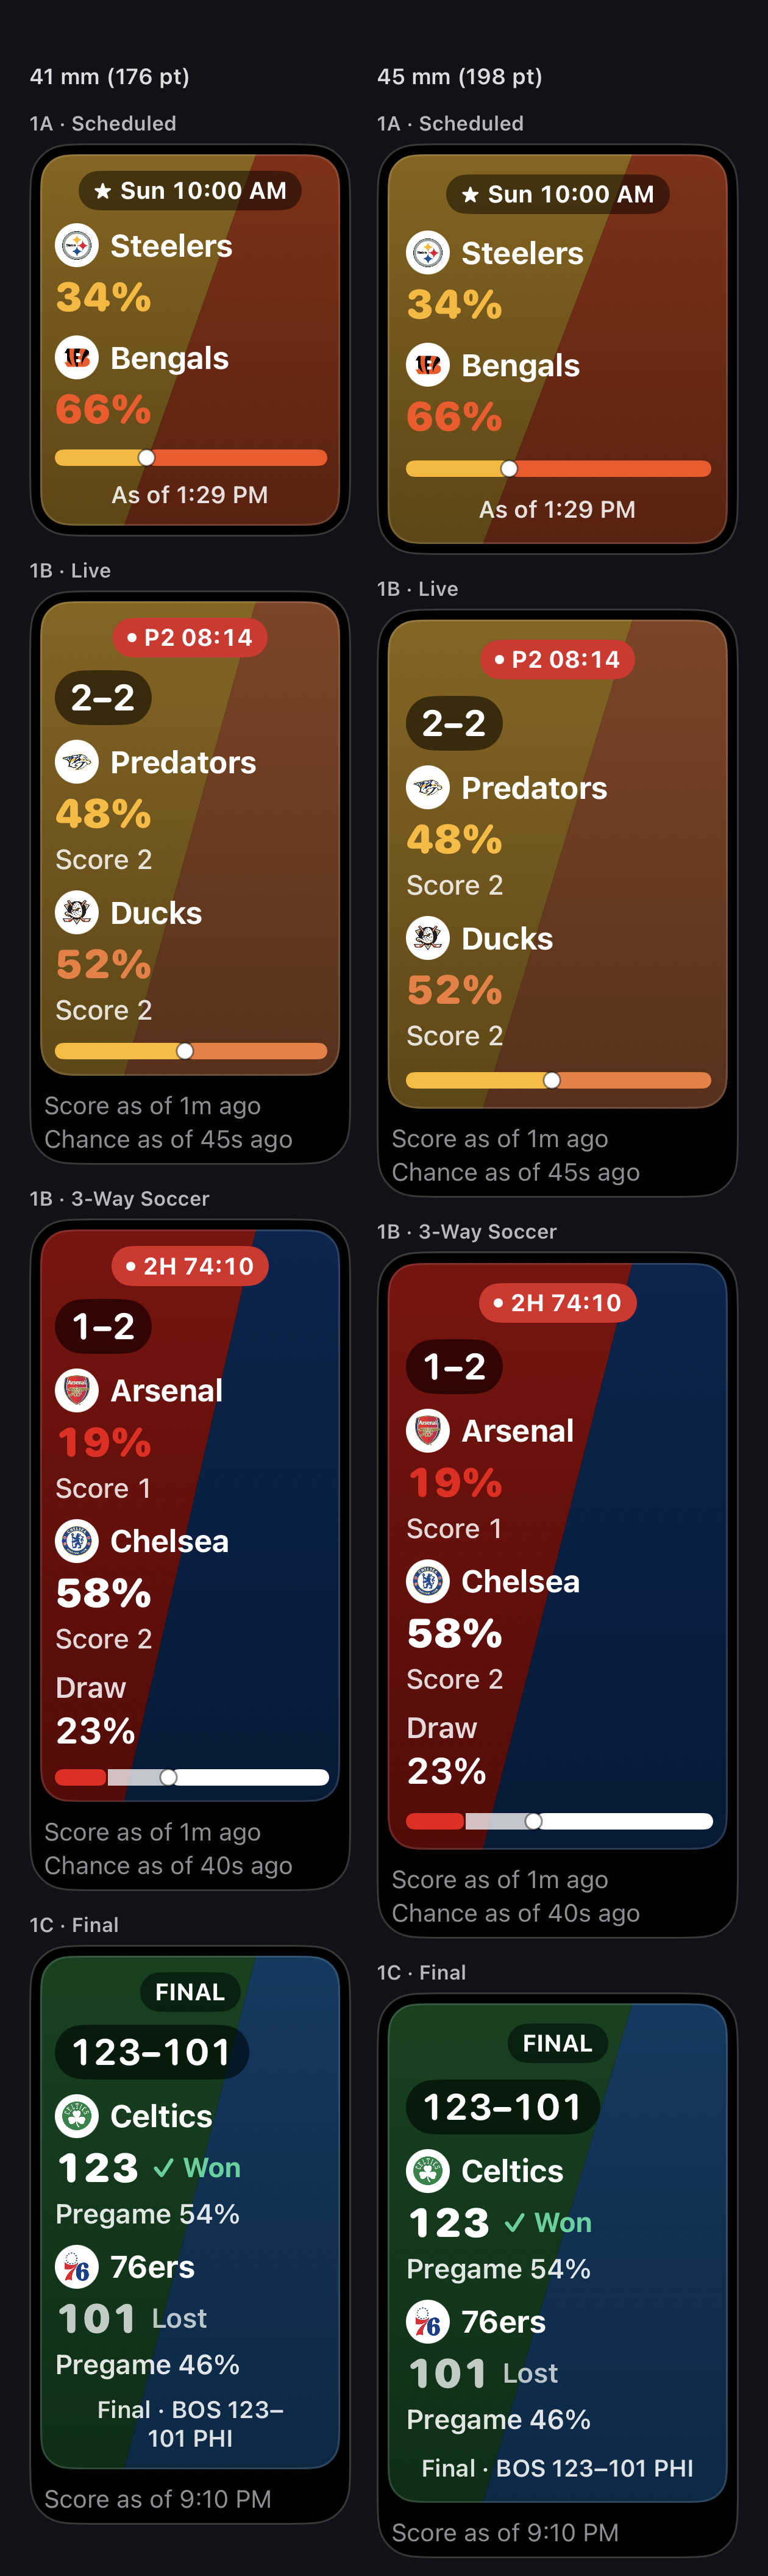 41 mm (176 pt)
1A · Scheduled
★ Sun 10:00 AM
Steelers
34%
Bengals
66%
As of 1:29 PM
1B · Live
• P2 08:14
2–2
Predators
48%
Score 2
Ducks
52%
Score 2
Score as of 1m ago
Chance as of 45s ago
1B · 3-Way Soccer
• 2H 74:10
1–2
Arsenal
Arsenal
19%
Score 1
Chelsea
58%
Score 2
Draw
23%
Score as of 1m ago
Chance as of 40s ago
1C · Final
FINAL
123–101
CELTICS
Celtics
123 ✓ Won
Pregame 54%
76
76ers
101 Lost
Pregame 46%
Final · BOS 123–
101 PHI
Score as of 9:10 PM
45 mm (198 pt)
1A · Scheduled
★ Sun 10:00 AM
Steelers
34%
Bengals
66%
As of 1:29 PM
1B · Live
• P2 08:14
2–2
Predators
48%
Score 2
Ducks
52%
Score 2
Score as of 1m ago
Chance as of 45s ago
1B · 3-Way Soccer
• 2H 74:10
1–2
Arsenal
Arsenal
19%
Score 1
Chelsea
58%
Score 2
Draw
23%
Score as of 1m ago
Chance as of 40s ago
1C · Final
FINAL
123–101
CELTICS
Celtics
123 ✓ Won
Pregame 54%
76
76ers
101 Lost
Pregame 46%
Final · BOS 123–101 PHI
Score as of 9:10 PM